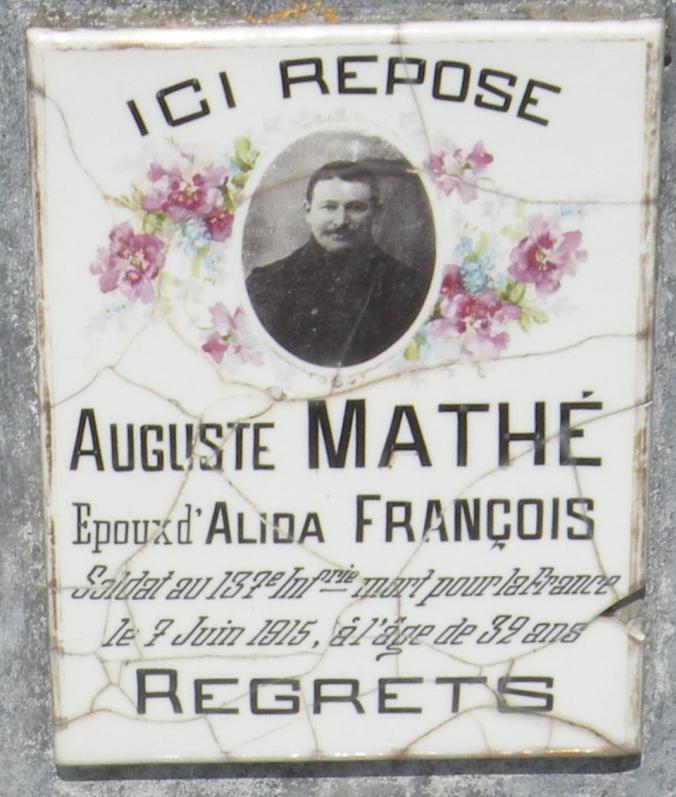 ICI REPOSE
AUGUSTE MATHÉ
Epoux d'ALIDA FRANÇOIS
Soldat au 137e Infrie mort pour la France
le 7 Juin 1915, à l'âge de 32 ans
REGRETS